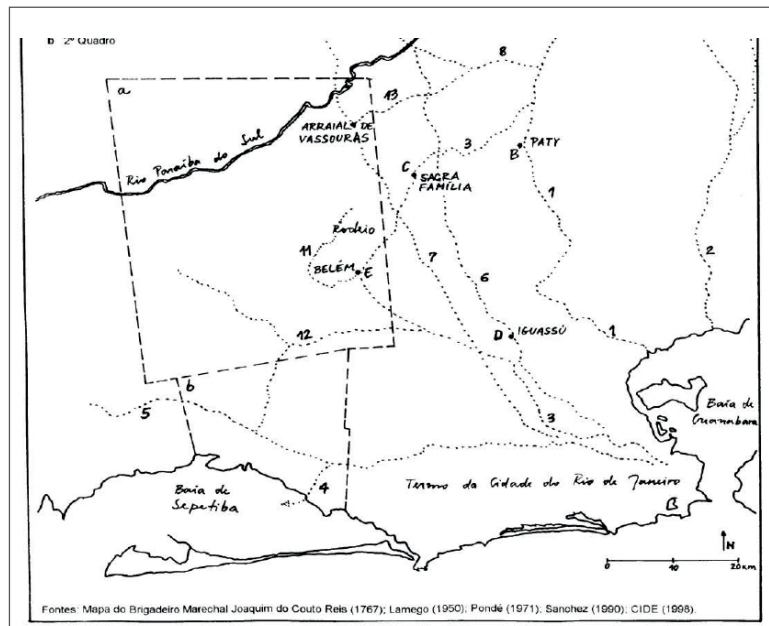 b 2º Quadro
a
8
13
ARRAIAL DE
VASSOURAS
3
B
PATY
Rio Paraíba do Sul
C
SAGRA
FAMÍLIA
1
Rodeio
11
BELÉM
E
7
2
6
12
D
IGUASSÚ
1
b
5
3
Baía de
Guanabara
4
Baía de
Sepetiba
Termo da Cidade do Rio de Janeiro
N
0 10 20 km
Fontes: Mapa do Brigadeiro Marechal Joaquim do Couto Reis (1767); Lamego (1950); Pondé (1971); Sanchez (1990); CIDE (1998).